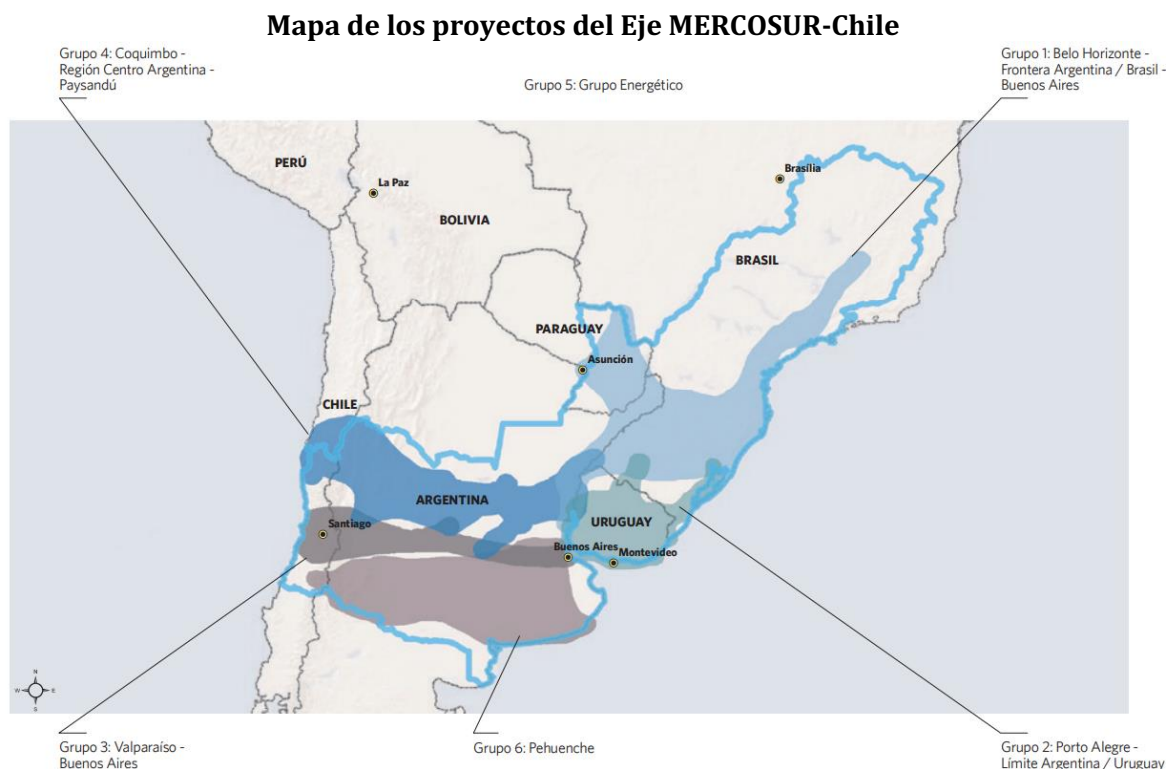 Mapa de los proyectos del Eje MERCOSUR-Chile
Grupo 4: Coquimbo -
Región Centro Argentina -
Paysandú
Grupo 5: Grupo Energético
Grupo 1: Belo Horizonte -
Frontera Argentina / Brasil -
Buenos Aires
PERÚ
La Paz
BOLIVIA
Brasília
BRASIL
PARAGUAY
Asunción
CHILE
ARGENTINA
Santiago
URUGUAY
Buenos Aires
Montevideo
N
W
E
S
Grupo 3: Valparaíso -
Buenos Aires
Grupo 6: Pehuenche
Grupo 2: Porto Alegre -
Límite Argentina / Uruguay